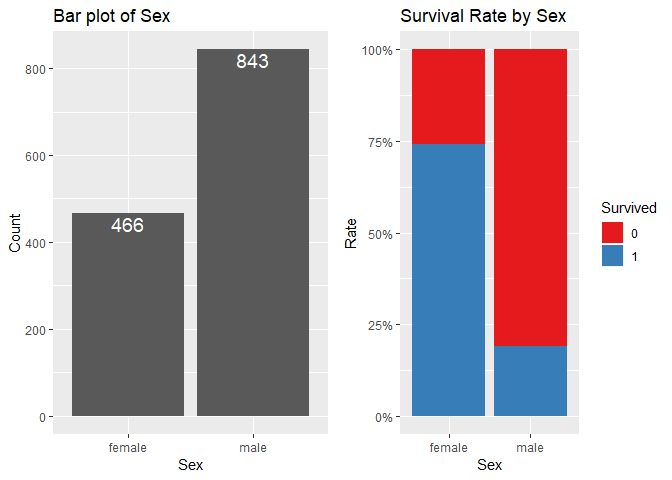 Bar plot of Sex
843
466
800
600
400
200
0
Count
female
male
Sex
Survival Rate by Sex
100%
75%
50%
25%
0%
Rate
female
male
Sex
Survived
0
1